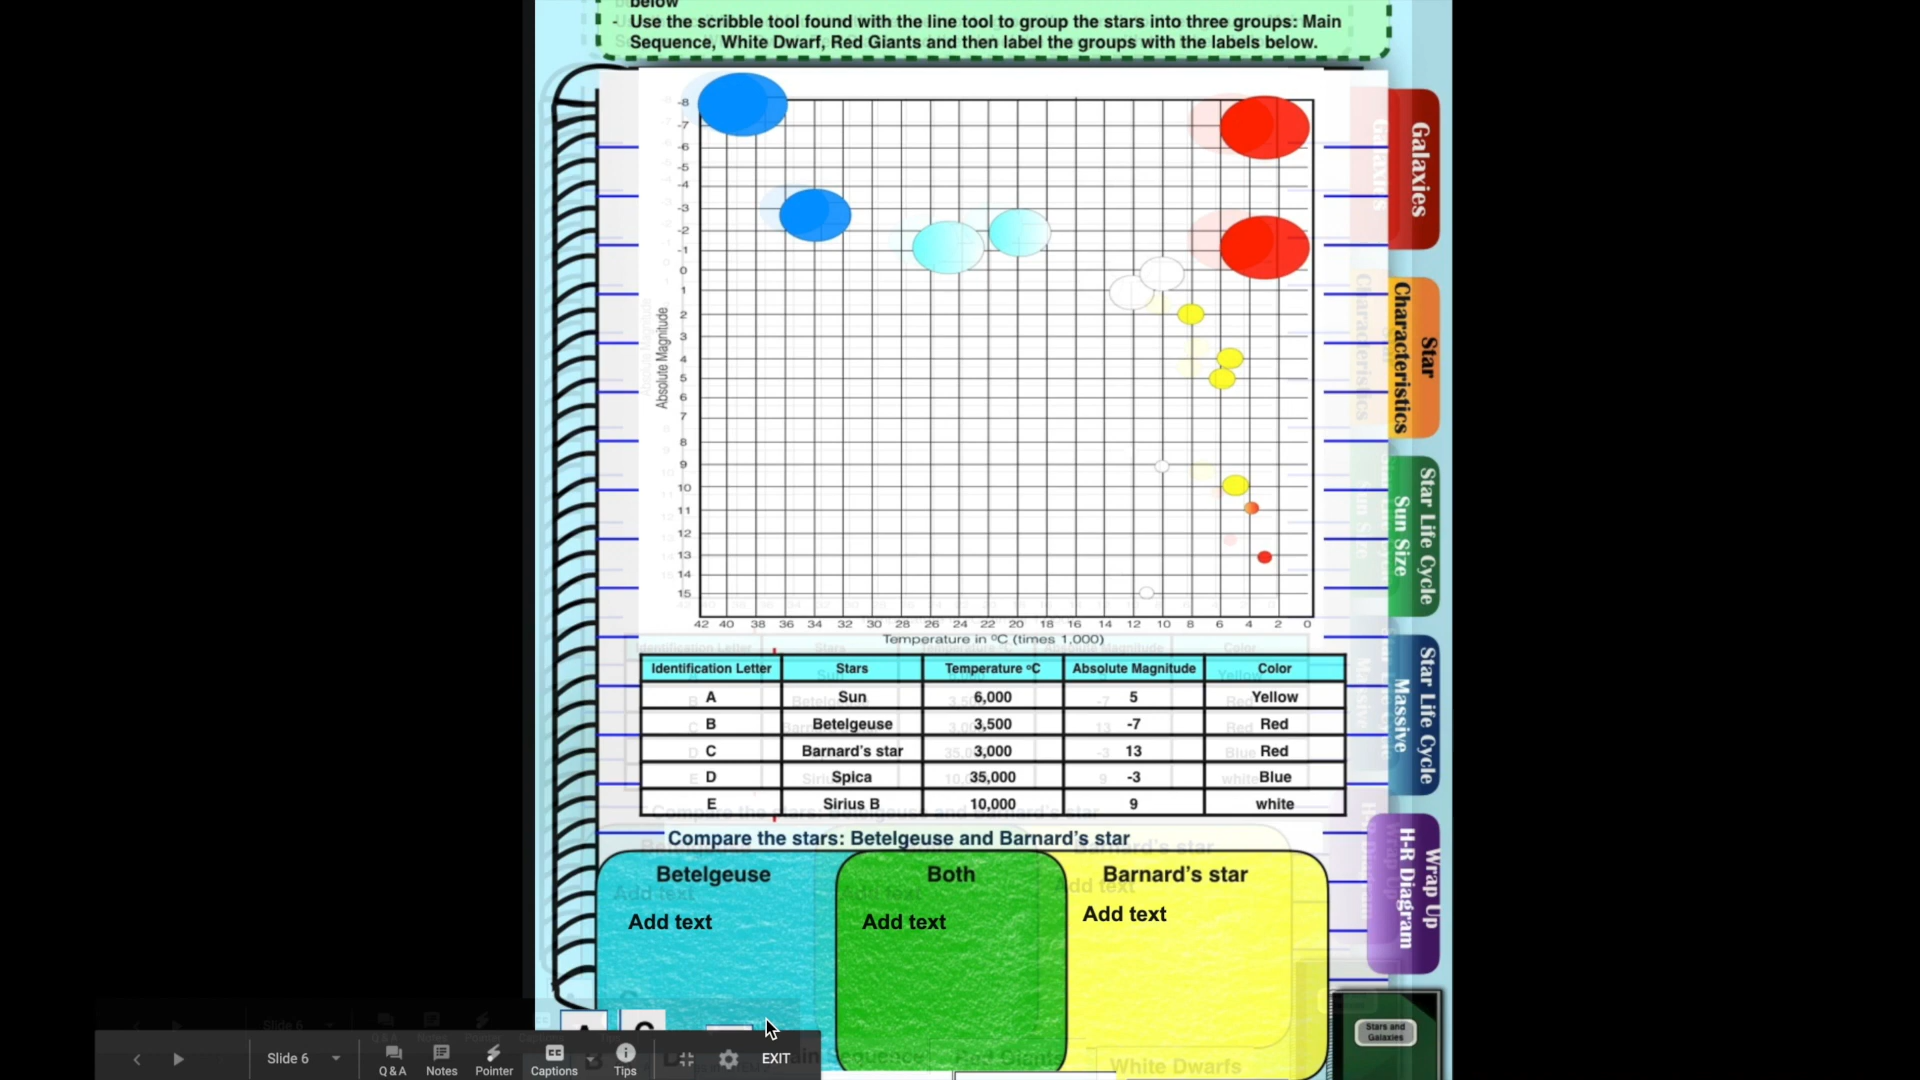 below
- Use the scribble tool found with the line tool to group the stars into three groups: Main
Sequence, White Dwarf, Red Giants and then label the groups with the labels below.
-8
-7
-6
-5
-4
-3
-2
-1
0
1
2
3
4
5
6
7
8
9
10
11
12
13
14
15
Absolute Magnitude
42 40 38 36 34 32 30 28 26 24 22 20 18 16 14 12 10 8 6 4 2 0
Temperature in ºC (times 1,000)
Galaxies
Star
Characteristics
Star Life Cycle
Sun Size
Star Life Cycle
Massive
Wrap Up
H-R Diagram
Identification Letter Stars Temperature ºC Absolute Magnitude Color
A Sun 6,000 5 Yellow
B Betelgeuse 3,500 -7 Red
C Barnard's star 3,000 13 Red
D Spica 35,000 -3 Blue
E Sirius B 10,000 9 white
Compare the stars: Betelgeuse and Barnard's star
Betelgeuse Both Barnard's star
Add text Add text Add text
Stars and
Galaxies
Slide 6
Q&A Notes Pointer Captions Tips EXIT
Red Giants
White Dwarfs